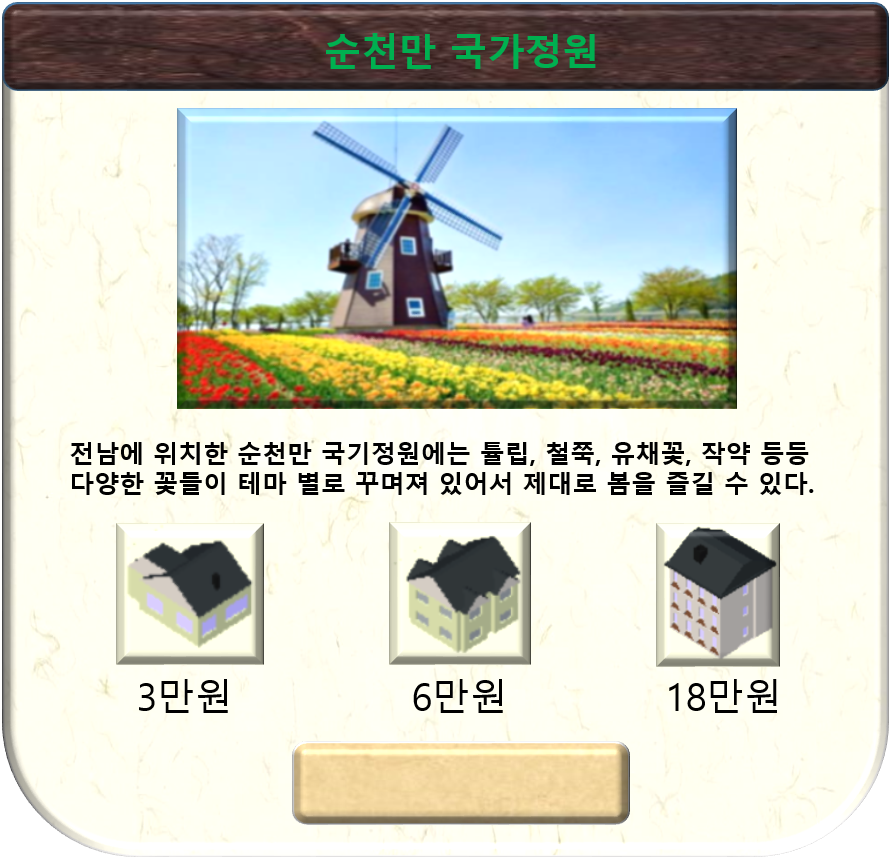 순천만 국가정원
전남에 위치한 순천만 국기정원에는 튤립, 철쭉, 유채꽃, 작약 등등
다양한 꽃들이 테마 별로 꾸며져 있어서 제대로 봄을 즐길 수 있다.
3만원 6만원 18만원